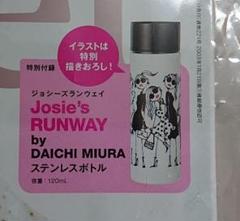 イラストは
特別
描きおろし!
特別付録
ジョシーズランウェイ
Josie's
RUNWAY
by
DAICHI MIURA
ステンレスボトル
容量:120mL